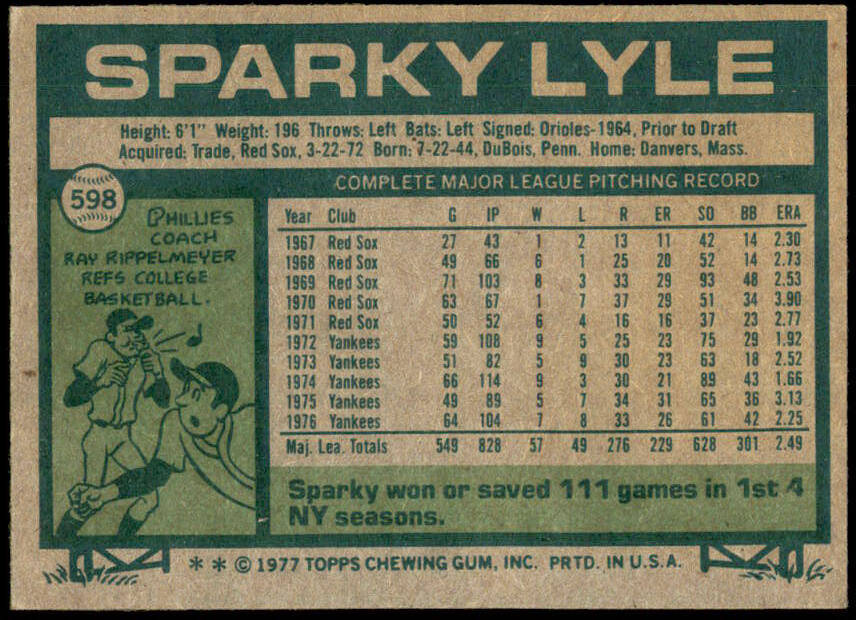 SPARKY LYLE
Height: 6'1" Weight: 196 Throws: Left Bats: Left Signed: Orioles-1964, Prior to Draft
Acquired: Trade, Red Sox, 3-22-72 Born: 7-22-44, DuBois, Penn. Home: Danvers, Mass.
598
PHILLIES
COACH
RAY RIPPELMEYER
REFS COLLEGE
BASKETBALL.
COMPLETE MAJOR LEAGUE PITCHING RECORD
Year Club G IP W L R ER SO BB ERA
1967 Red Sox 27 43 1 2 13 11 42 14 2.30
1968 Red Sox 49 66 6 1 25 20 52 14 2.73
1969 Red Sox 71 103 8 3 33 29 93 48 2.53
1970 Red Sox 63 67 1 7 37 29 51 34 3.90
1971 Red Sox 50 52 6 4 16 16 37 23 2.77
1972 Yankees 59 108 9 5 25 23 75 29 1.92
1973 Yankees 51 82 5 9 30 23 63 18 2.52
1974 Yankees 66 114 9 3 30 21 89 43 1.66
1975 Yankees 49 89 5 7 34 31 65 36 3.13
1976 Yankees 64 104 7 8 33 26 61 42 2.25
Maj. Lea. Totals 549 828 57 49 276 229 628 301 2.49
Sparky won or saved 111 games in 1st 4
NY seasons.
* * © 1977 TOPPS CHEWING GUM, INC. PRTD. IN U.S.A.